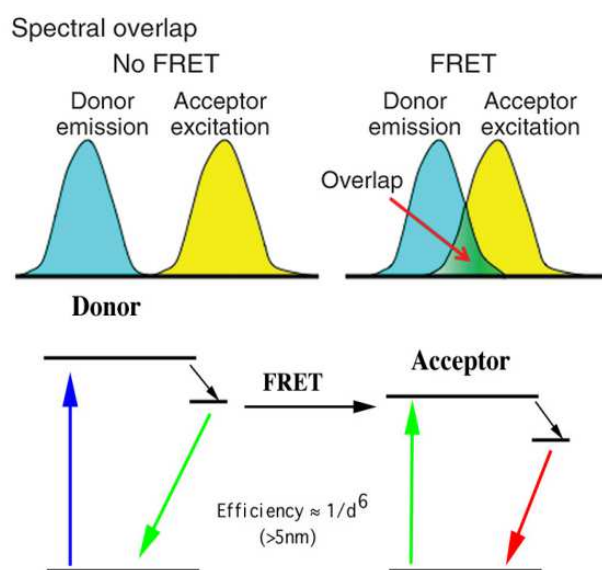 Spectral overlap
No FRET
FRET
Donor
emission
Acceptor
excitation
Donor
emission
Acceptor
excitation
Overlap
Donor
FRET
Acceptor
Efficiency ≈ 1/d⁶
(>5nm)